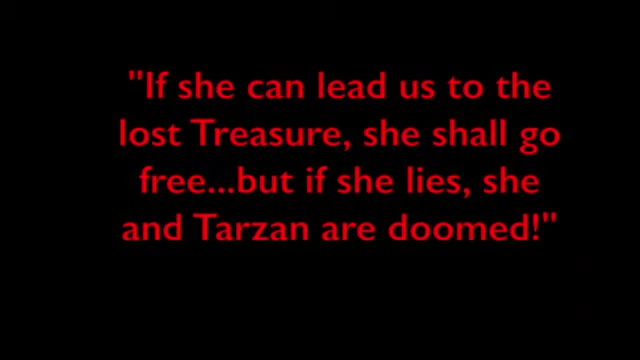 "If she can lead us to the
lost Treasure, she shall go
free...but if she lies, she
and Tarzan are doomed!"